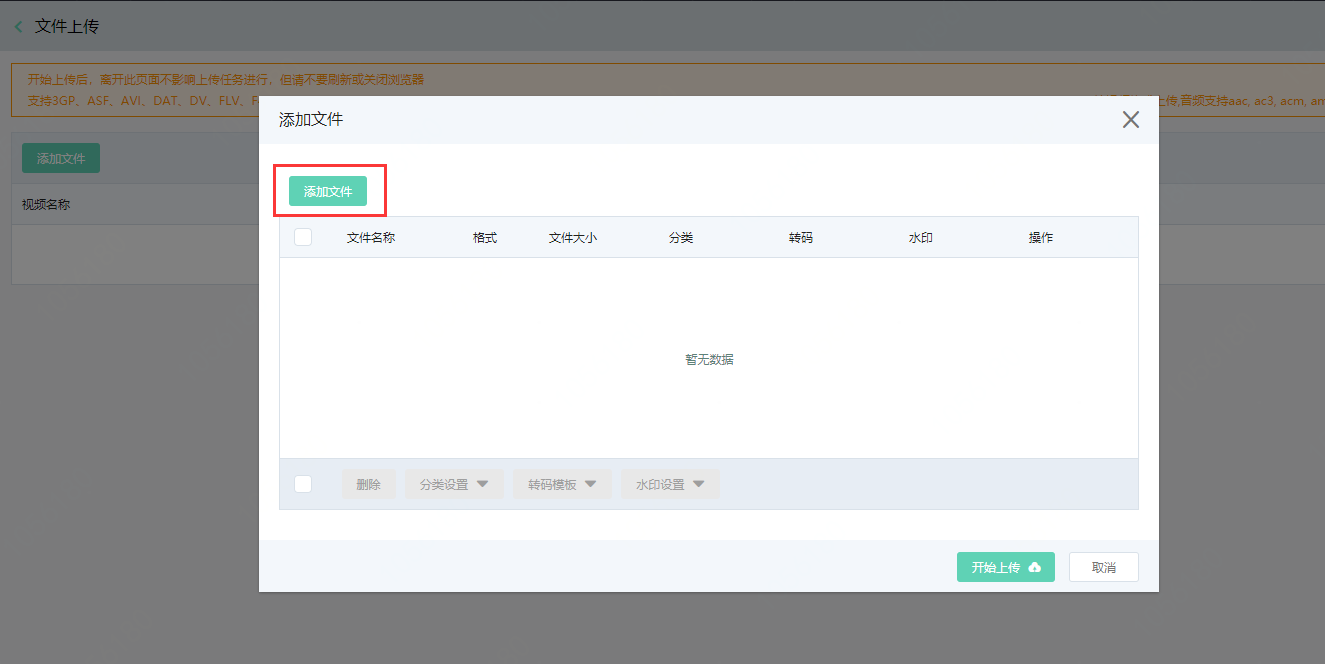 文件上传
开始上传后，离开此页面不影响上传任务进行，但请不要刷新或关闭浏览器
支持3GP、ASF、AVI、DAT、DV、FLV、 上传,音频支持aac, ac3, acm,
添加文件
添加文件
添加文件
视频名称
文件名称 格式 文件大小 分类 转码 水印 操作
暂无数据
删除 分类设置 转码模板 水印设置
开始上传 取消